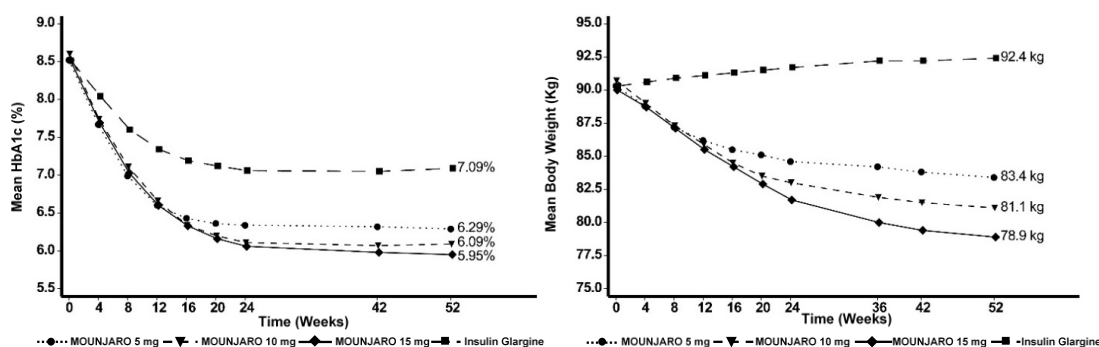 Mean HbA1c (%)
9.0
8.5
8.0
7.5
7.0
6.5
6.0
5.5
7.09%
6.29%
6.09%
5.95%
0 4 8 12 16 20 24 42 52
Time (Weeks)
MOUNJARO 5 mg MOUNJARO 10 mg MOUNJARO 15 mg Insulin Glargine
Mean Body Weight (Kg)
95.0
92.5
90.0
87.5
85.0
82.5
80.0
77.5
75.0
92.4 kg
83.4 kg
81.1 kg
78.9 kg
0 4 8 12 16 20 24 36 42 52
Time (Weeks)
MOUNJARO 5 mg MOUNJARO 10 mg MOUNJARO 15 mg Insulin Glargine